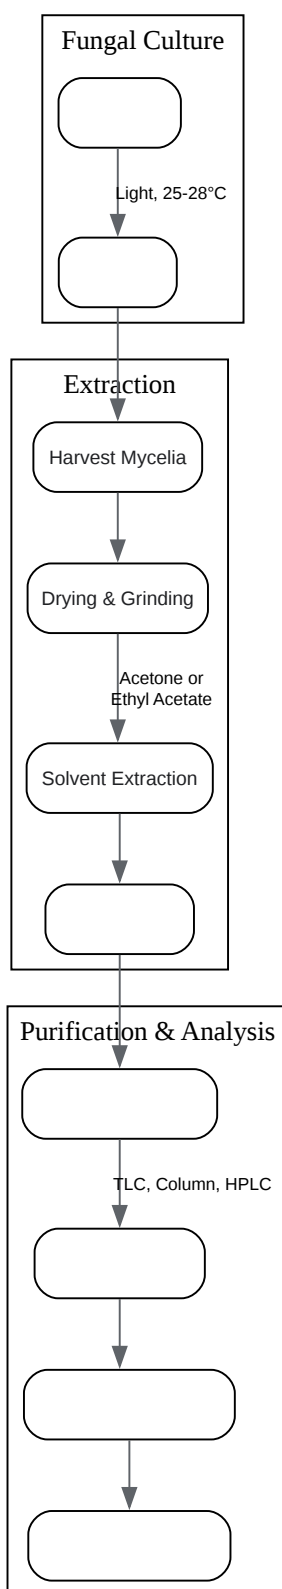 Fungal Culture
Light, 25-28°C
Extraction
Harvest Mycelia
Drying & Grinding
Acetone or
Ethyl Acetate
Solvent Extraction
Purification & Analysis
TLC, Column, HPLC